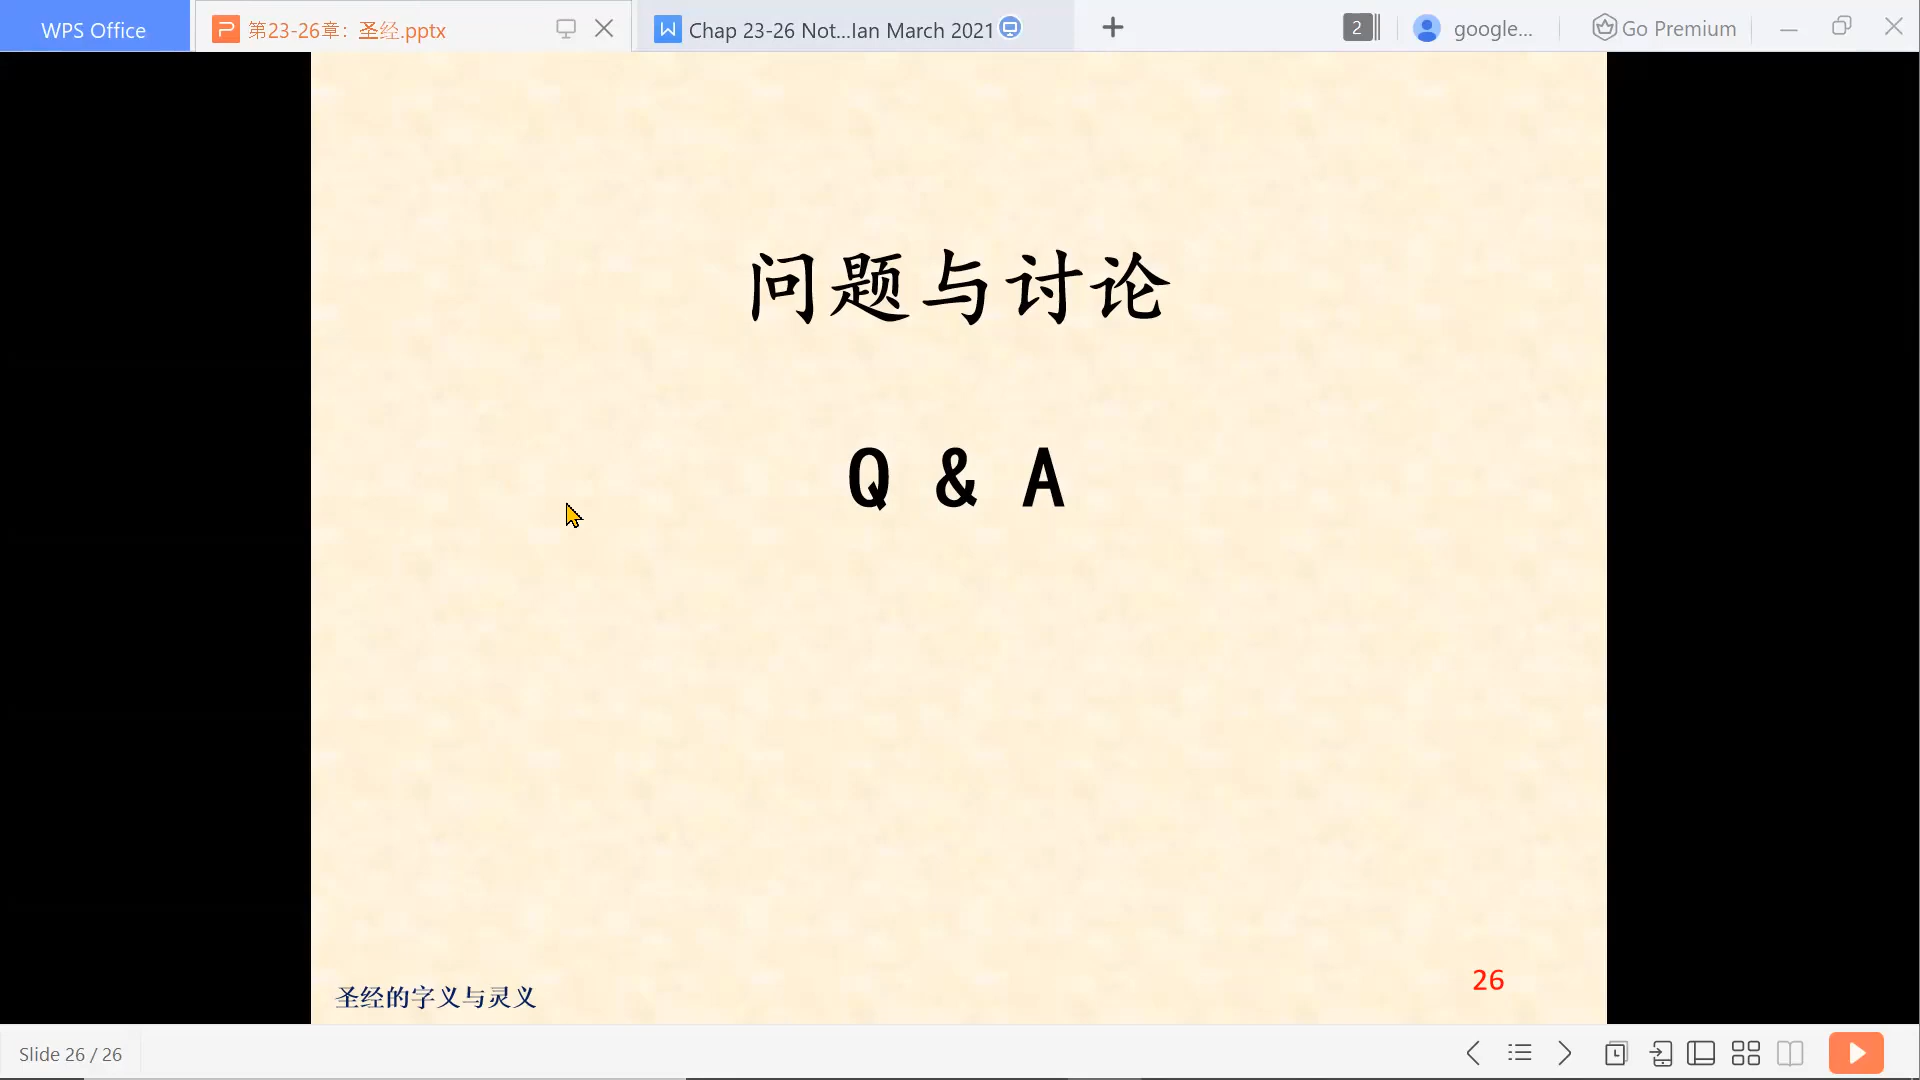 WPS Office
第23-26章：圣经.pptx
Chap 23-26 Not...Ian March 2021
2
google...
Go Premium
问题与讨论
Q & A
圣经的字义与灵义
26
Slide 26 / 26